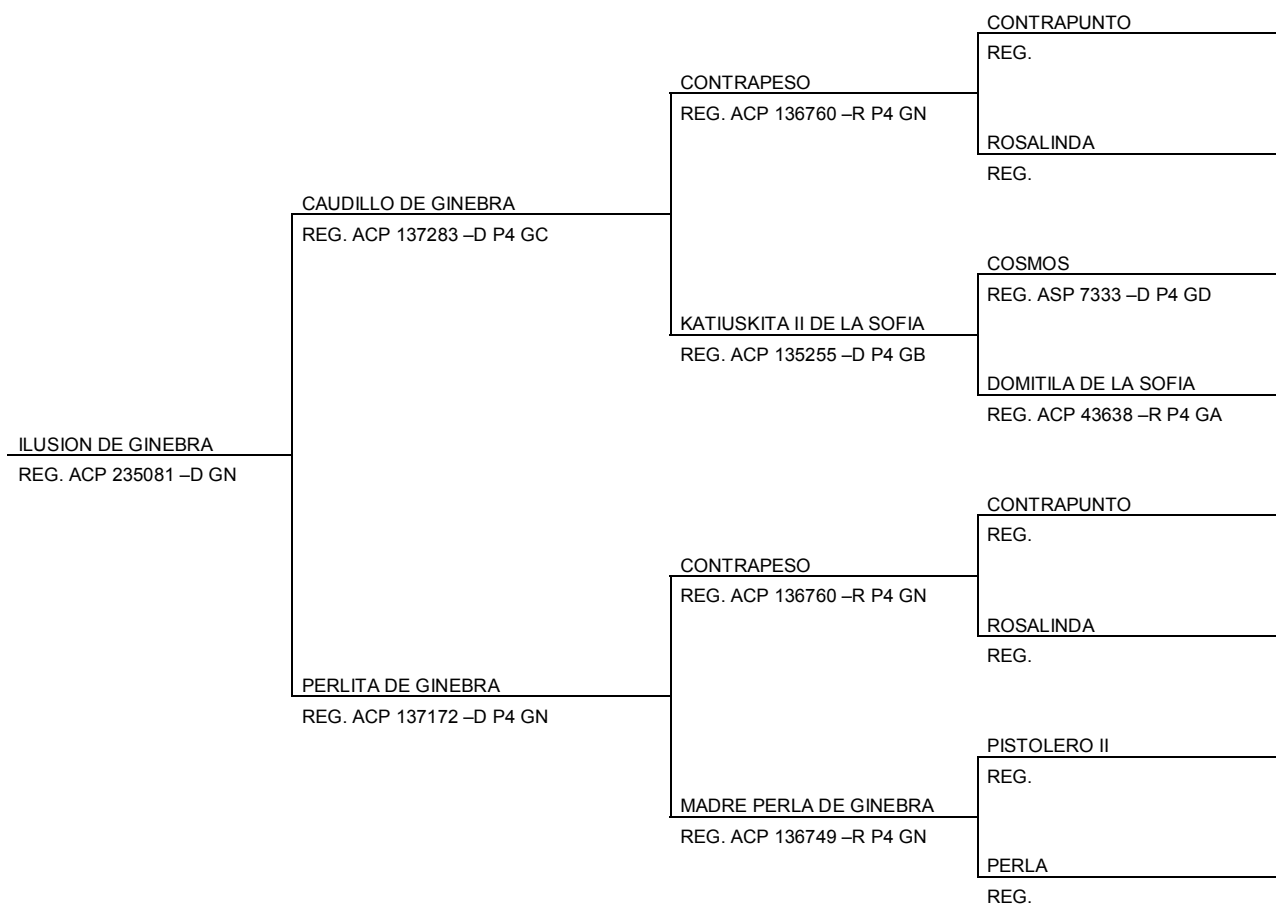 CONTRAPUNTO
REG.
CONTRAPESO
REG. ACP 136760 –R P4 GN
ROSALINDA
REG.
CAUDILLO DE GINEBRA
REG. ACP 137283 –D P4 GC
COSMOS
REG. ASP 7333 –D P4 GD
KATIUSKITA II DE LA SOFIA
REG. ACP 135255 –D P4 GB
DOMITILA DE LA SOFIA
REG. ACP 43638 –R P4 GA
ILUSION DE GINEBRA
REG. ACP 235081 –D GN
CONTRAPUNTO
REG.
CONTRAPESO
REG. ACP 136760 –R P4 GN
ROSALINDA
REG.
PERLITA DE GINEBRA
REG. ACP 137172 –D P4 GN
PISTOLERO II
REG.
MADRE PERLA DE GINEBRA
REG. ACP 136749 –R P4 GN
PERLA
REG.